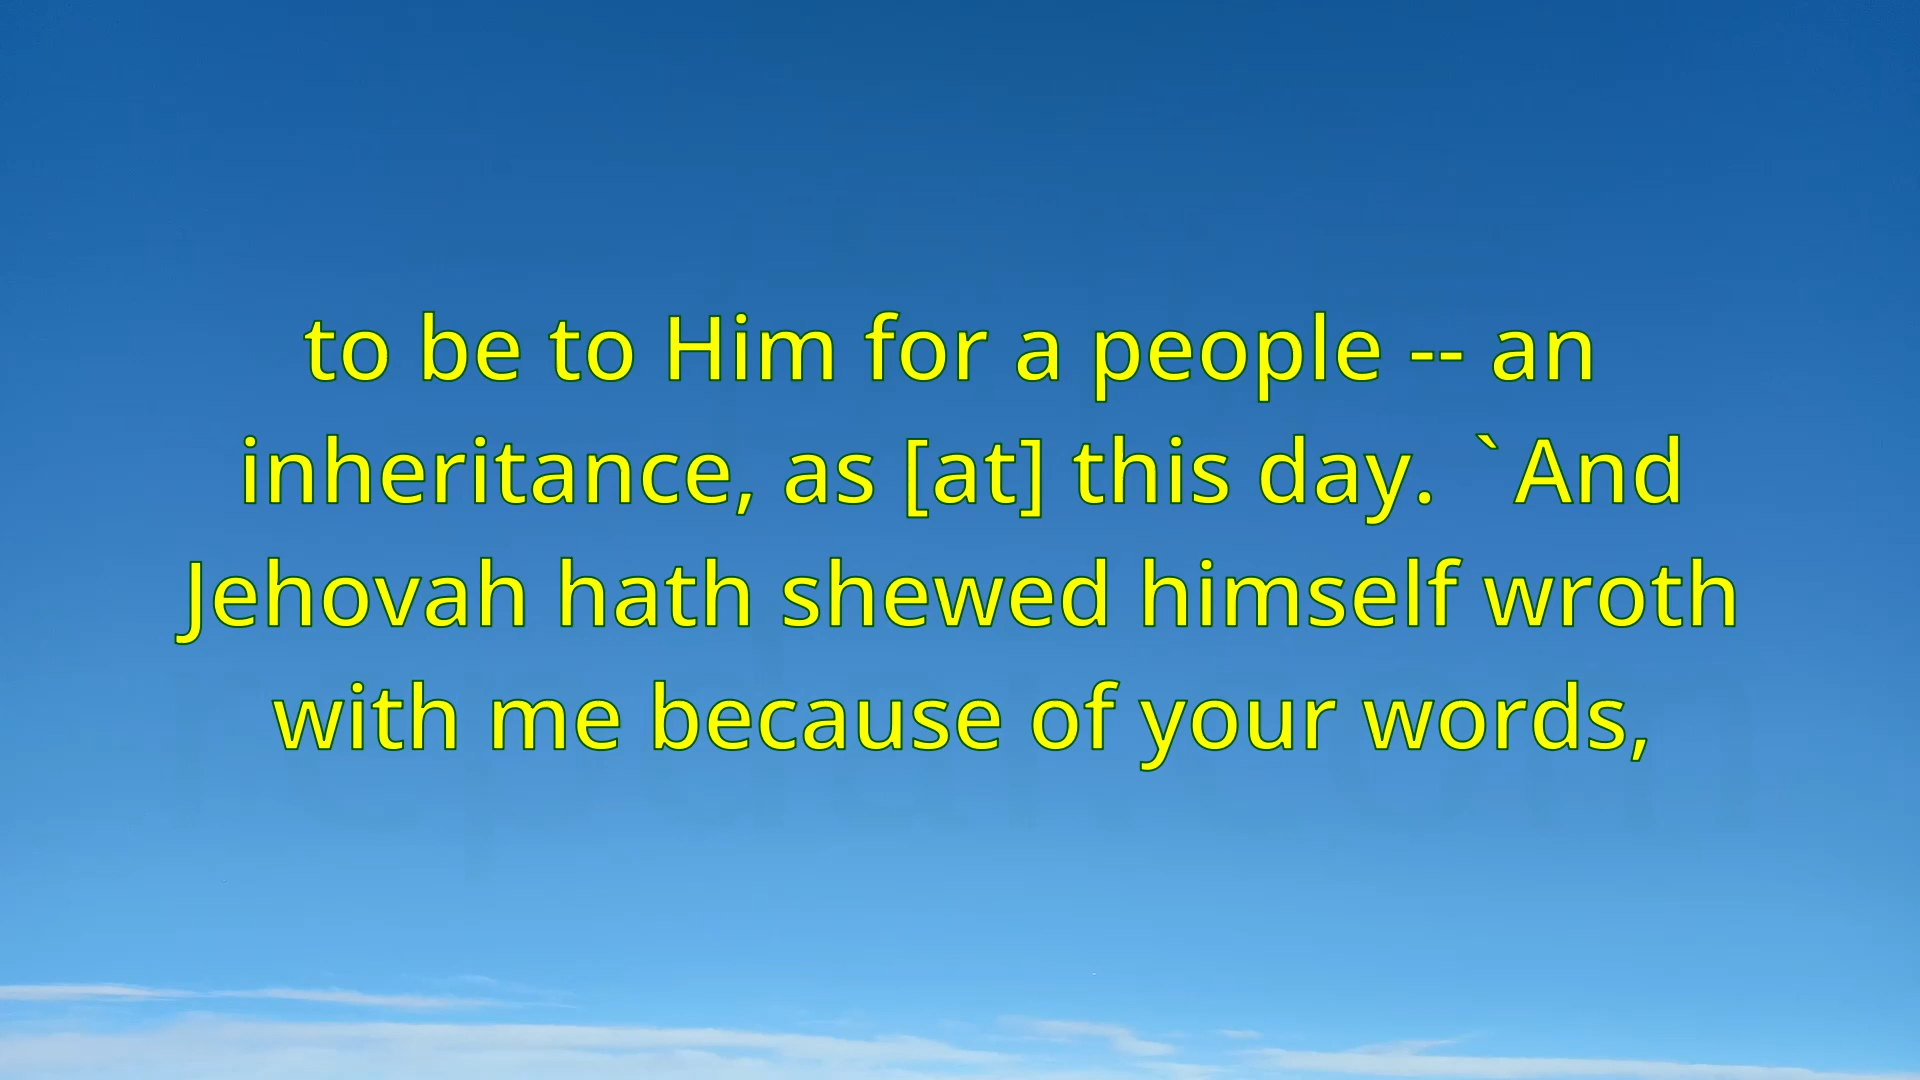 to be to Him for a people -- an
inheritance, as [at] this day. `And
Jehovah hath shewed himself wroth
with me because of your words,